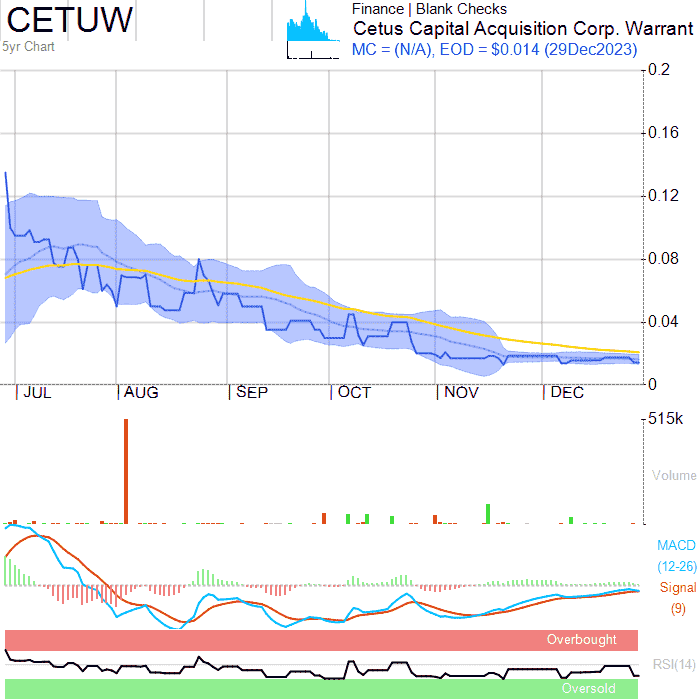 CETUW
5yr Chart
Finance | Blank Checks
Cetus Capital Acquisition Corp. Warrant
MC = (N/A), EOD = $0.014 (29Dec2023)
0.2
0.16
0.12
0.08
0.04
0
JUL AUG SEP OCT NOV DEC
515k
Volume
MACD
(12-26)
Signal
(9)
Overbought
RSI(14)
Oversold